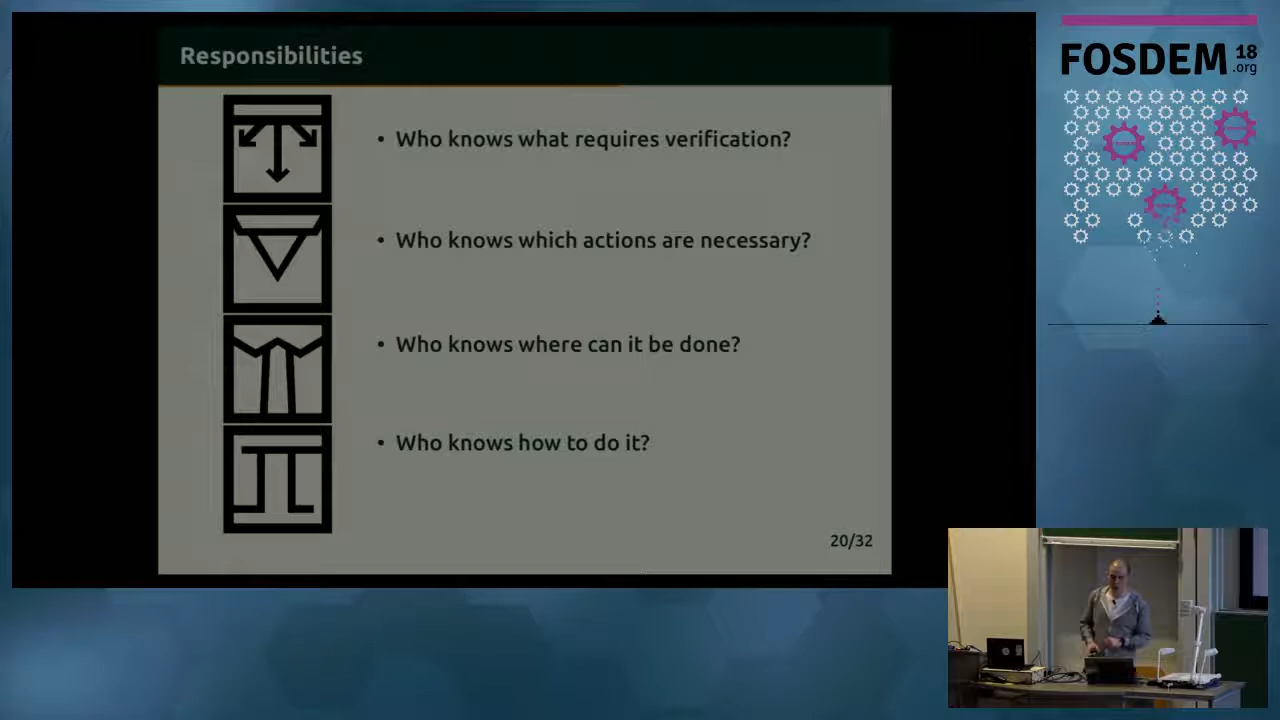 Responsibilities
• Who knows what requires verification?
• Who knows which actions are necessary?
• Who knows where can it be done?
• Who knows how to do it?
20/32
FOSDEM 18
.org